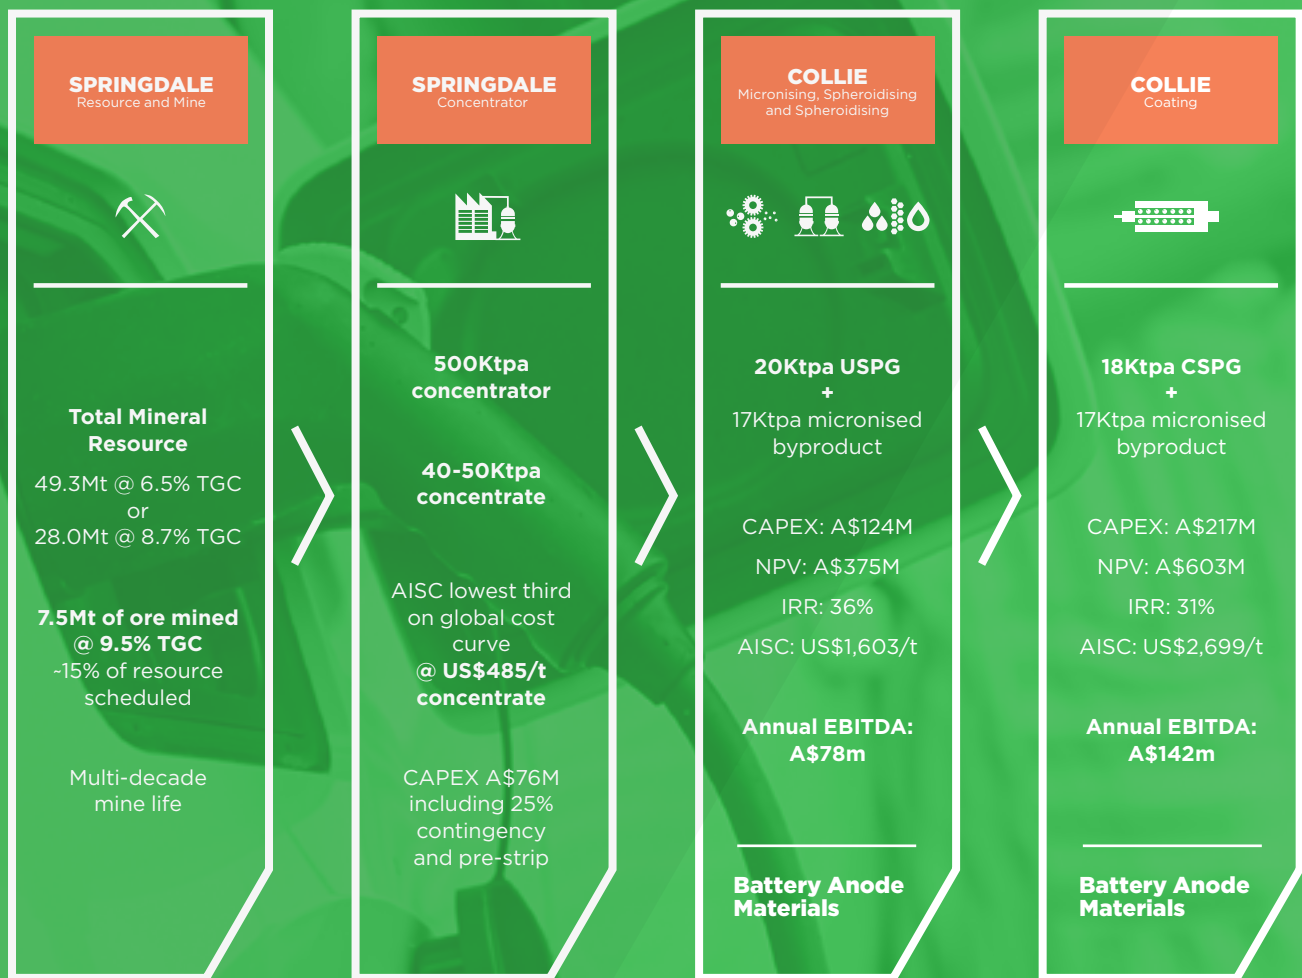 SPRINGDALE
Resource and Mine
Total Mineral
Resource
49.3Mt @ 6.5% TGC
or
28.0Mt @ 8.7% TGC
7.5Mt of ore mined
@ 9.5% TGC
~15% of resource
scheduled
Multi-decade
mine life
SPRINGDALE
Concentrator
500Ktpa
concentrator
40-50Ktpa
concentrate
AISC lowest third
on global cost
curve
@ US$485/t
concentrate
CAPEX A$76M
including 25%
contingency
and pre-strip
COLLIE
Micronising, Spheroidising
and Spheroidising
20Ktpa USPG
+
17Ktpa micronised
byproduct
CAPEX: A$124M
NPV: A$375M
IRR: 36%
AISC: US$1,603/t
Annual EBITDA:
A$78m
Battery Anode
Materials
COLLIE
Coating
18Ktpa CSPG
+
17Ktpa micronised
byproduct
CAPEX: A$217M
NPV: A$603M
IRR: 31%
AISC: US$2,699/t
Annual EBITDA:
A$142m
Battery Anode
Materials